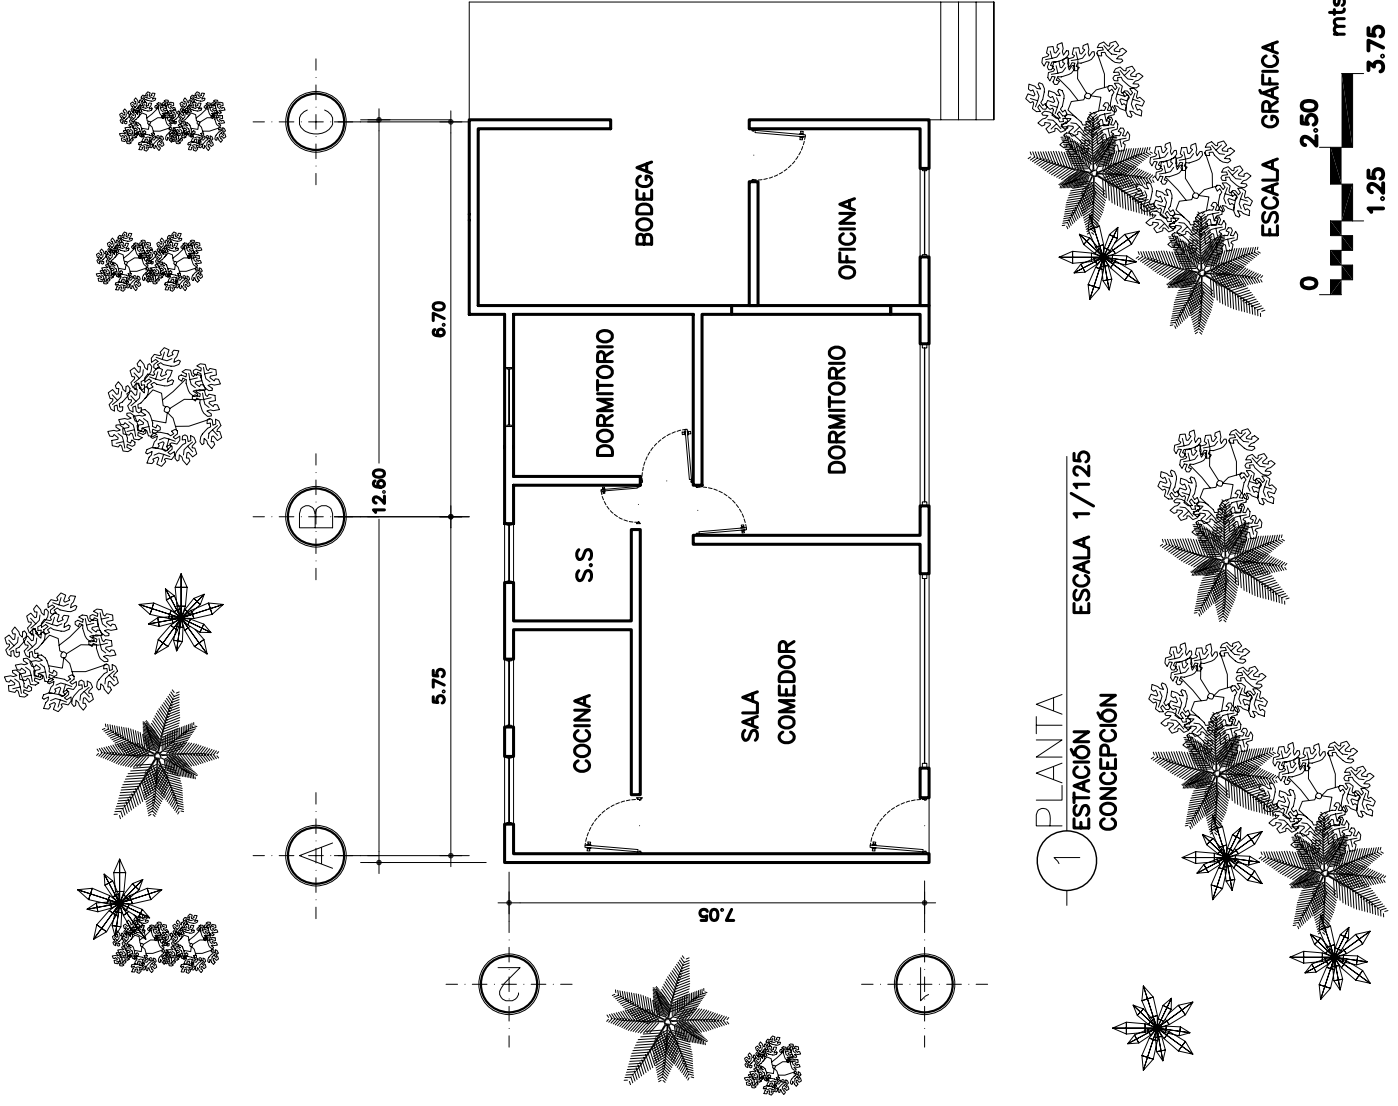 A
B
C
12.60
5.75
6.70
2
1
7.05
COCINA
S.S
DORMITORIO
BODEGA
SALA
COMEDOR
DORMITORIO
OFICINA
1
PLANTA
ESTACIÓN ESCALA 1/125
CONCEPCIÓN
ESCALA GRÁFICA
0 2.50 mts
1.25 3.75